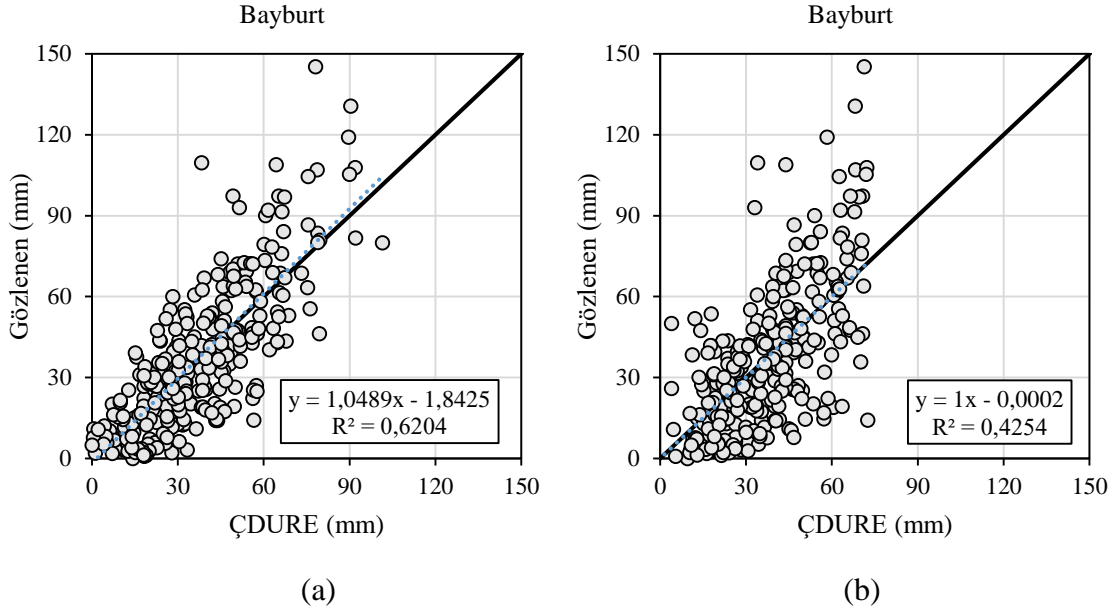 Bayburt
150
120
90
60
30
0
0
30
60
90
120
150
Gözlenen (mm)
ÇDURE (mm)
y = 1,0489x - 1,8425
R² = 0,6204
(a)
Bayburt
150
120
90
60
30
0
0
30
60
90
120
150
Gözlenen (mm)
ÇDURE (mm)
y = 1x - 0,0002
R² = 0,4254
(b)